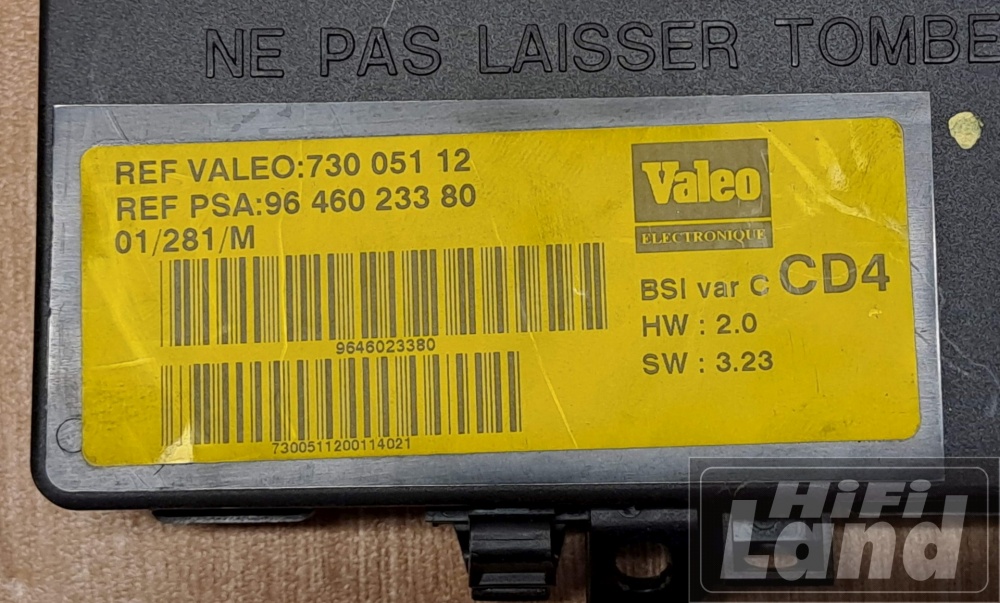 NE PAS LAISSER TOMBE
REF VALEO:730 051 12
REF PSA:96 460 233 80
01/281/M
9646023380
7300511200114021
Valeo
ELECTRONIQUE
BSI var C CD4
HW : 2.0
SW : 3.23
HiFi
Land